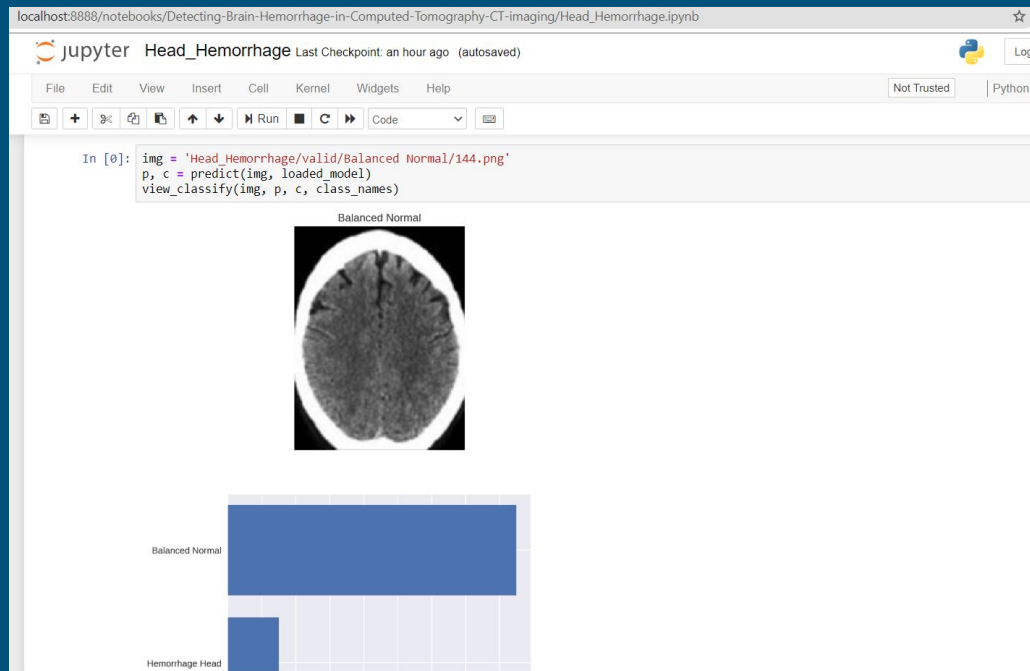 localhost:8888/notebooks/Detecting-Brain-Hemorrhage-in-Computed-Tomography-CT-imaging/Head_Hemorrhage.ipynb
jupyter Head_Hemorrhage Last Checkpoint: an hour ago (autosaved)
File Edit View Insert Cell Kernel Widgets Help Not Trusted Python
Run Code
In [0]: img = 'Head_Hemorrhage/valid/Balanced Normal/144.png'
p, c = predict(img, loaded_model)
view_classify(img, p, c, class_names)
Balanced Normal
Balanced Normal
Hemorrhage Head